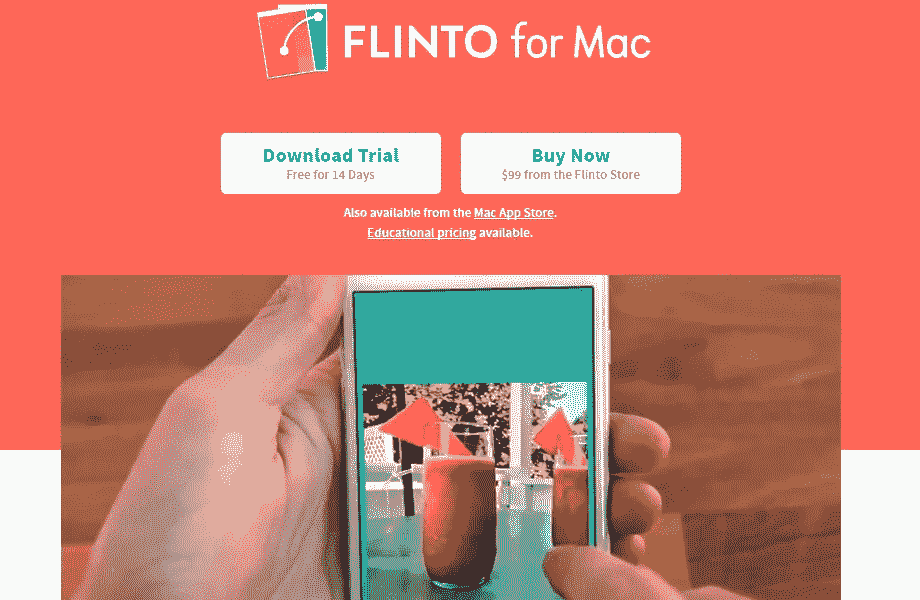 FLINTO for Mac
Download Trial
Free for 14 Days
Buy Now
$99 from the Flinto Store
Also available from the Mac App Store.
Educational pricing available.